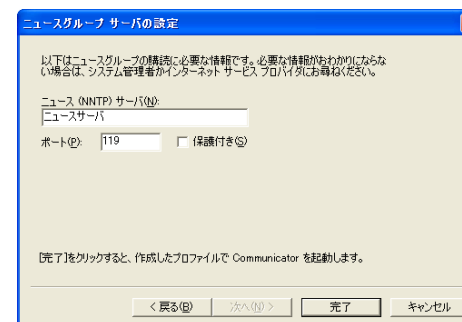 ニュースグループ サーバの設定
以下はニュースグループの購読に必要な情報です。必要な情報がおわかりにならな
い場合は、システム管理者かインターネット サービス プロバイダにお尋ねください。
ニュース (NNTP) サーバ(N):
ニュースサーバ
ポート(P): 119 保護付き(S)
[完了]をクリックすると、作成したプロファイルで Communicator を起動します。
< 戻る(B) 次へ(N) > 完了 キャンセル